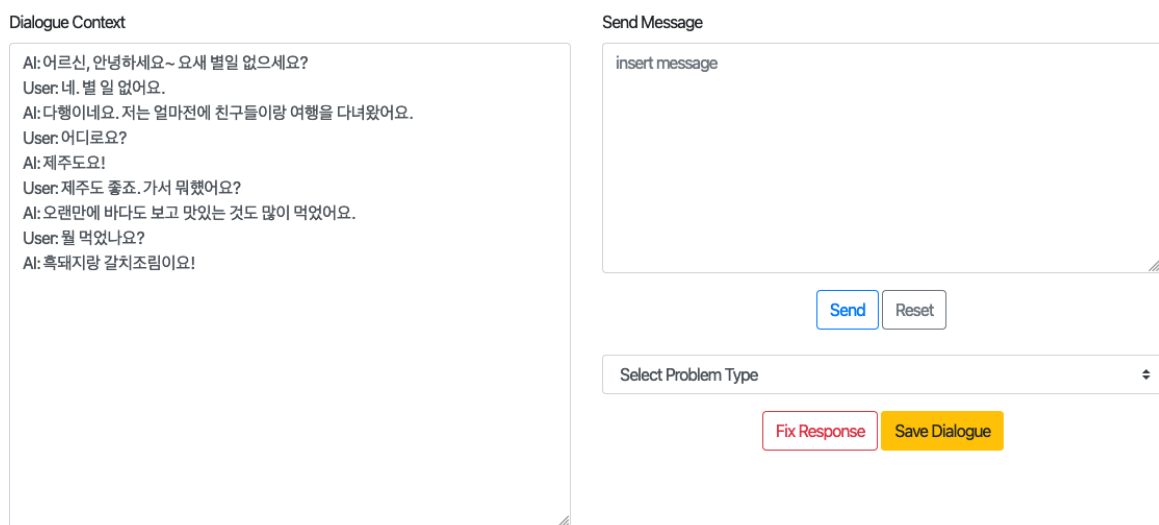 Dialogue Context
AI: 어르신, 안녕하세요~ 요새 별일 없으세요?
User: 네. 별 일 없어요.
AI: 다행이네요. 저는 얼마전에 친구들이랑 여행을 다녀왔어요.
User: 어디로요?
AI: 제주도요!
User: 제주도 좋죠. 가서 뭐했어요?
AI: 오랜만에 바다도 보고 맛있는 것도 많이 먹었어요.
User: 뭘 먹었나요?
AI: 흑돼지랑 갈치조림이요!
Send Message
insert message
Send
Reset
Select Problem Type
Fix Response
Save Dialogue